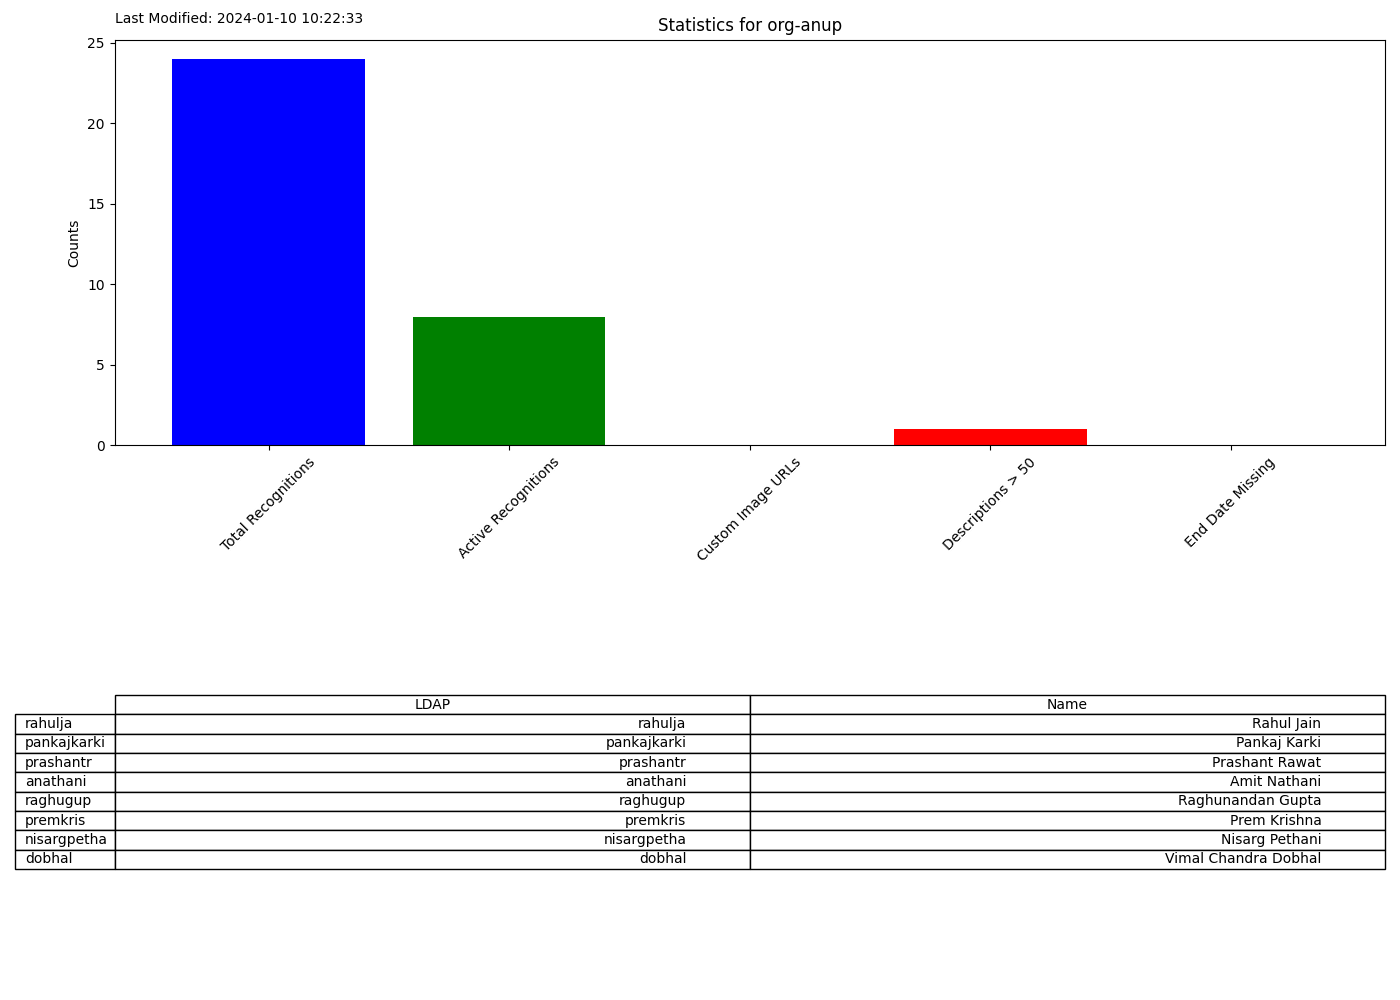 Last Modified: 2024-01-10 10:22:33
Statistics for org-anup
25
20
15
10
5
0
Counts
Total Recognitions
Active Recognitions
Custom Image URLs
Descriptions > 50
End Date Missing
LDAP Name
rahulja rahulja Rahul Jain
pankajkarki pankajkarki Pankaj Karki
prashantr prashantr Prashant Rawat
anathani anathani Amit Nathani
raghugup raghugup Raghunandan Gupta
premkris premkris Prem Krishna
nisargpetha nisargpetha Nisarg Pethani
dobhal dobhal Vimal Chandra Dobhal